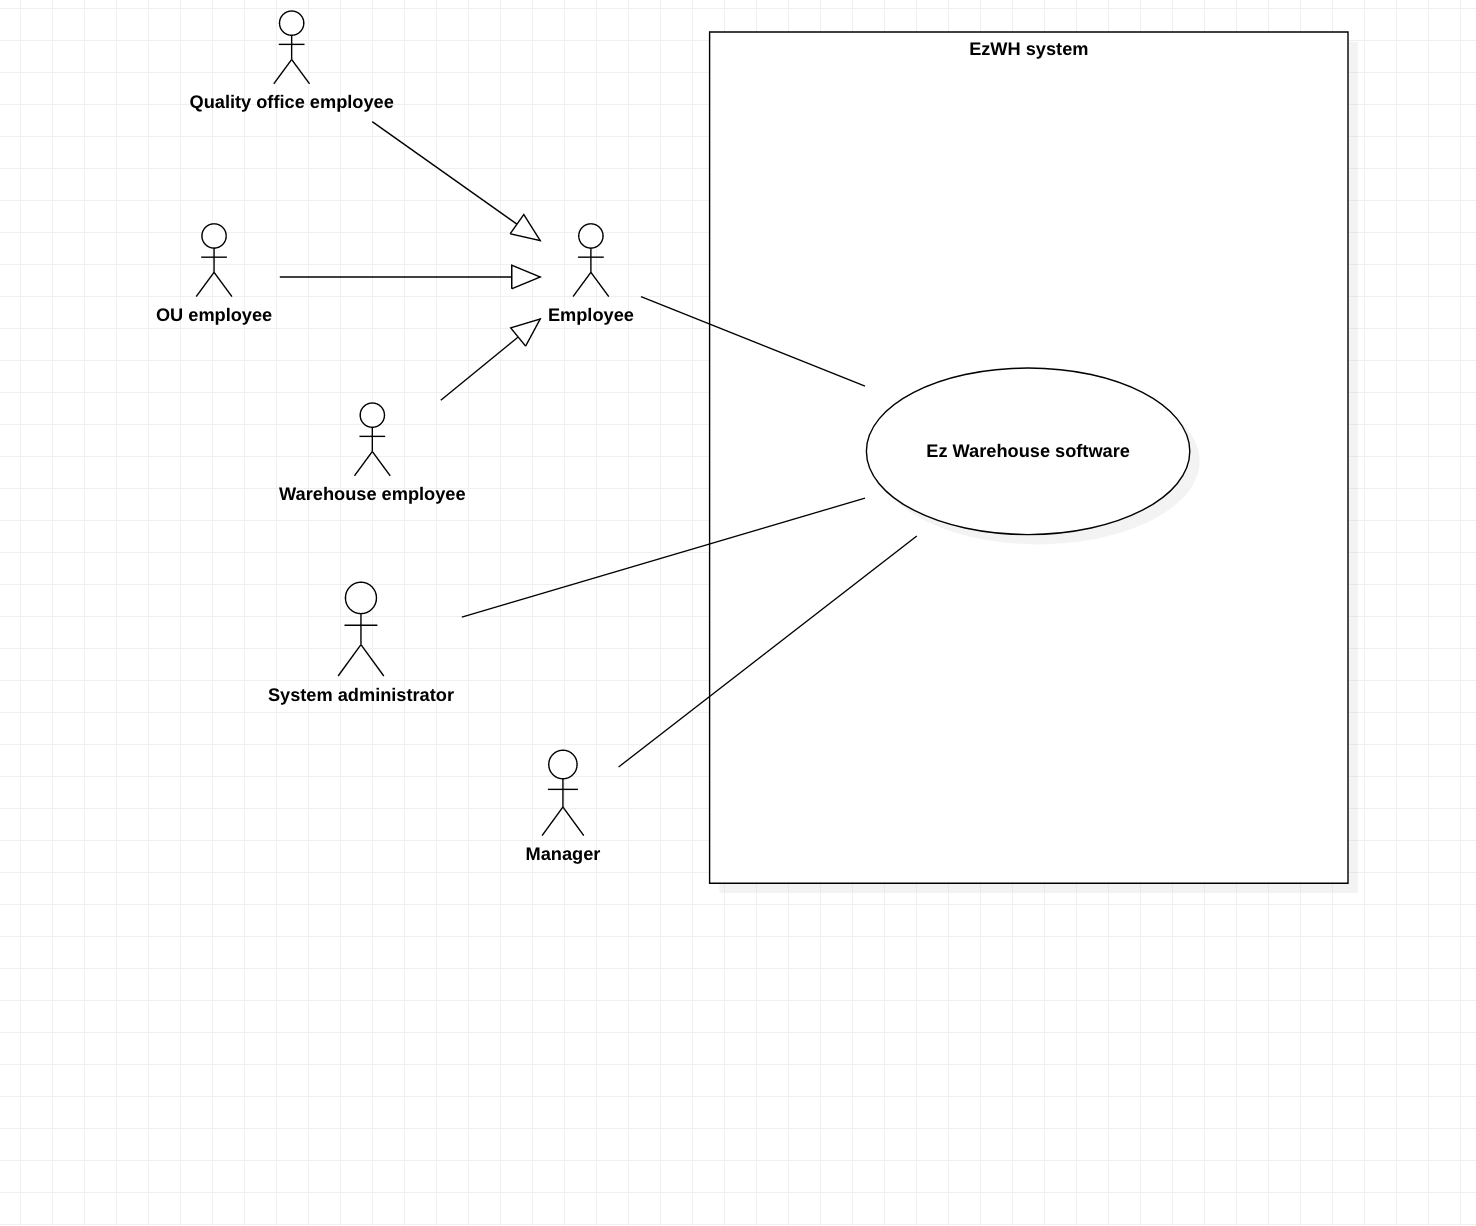 EzWH system
Quality office employee
OU employee
Employee
Ez Warehouse software
Warehouse employee
System administrator
Manager